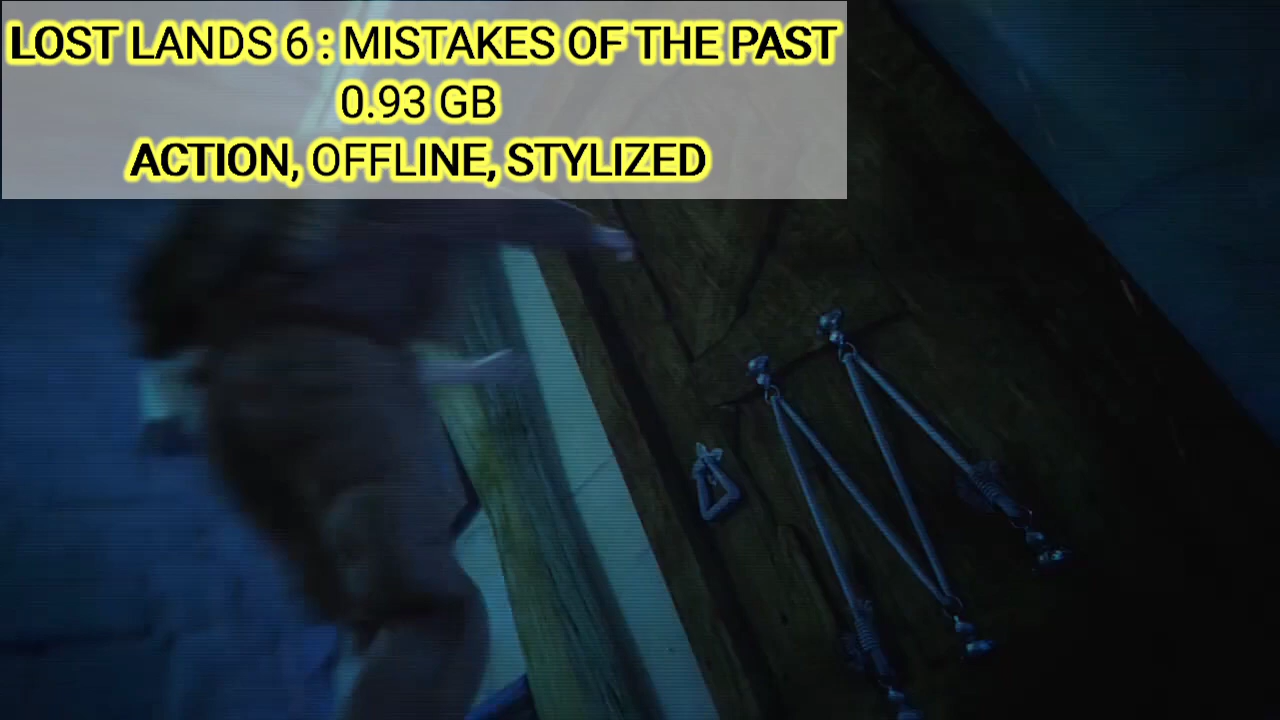 LOST LANDS 6 : MISTAKES OF THE PAST
0.93 GB
ACTION, OFFLINE, STYLIZED